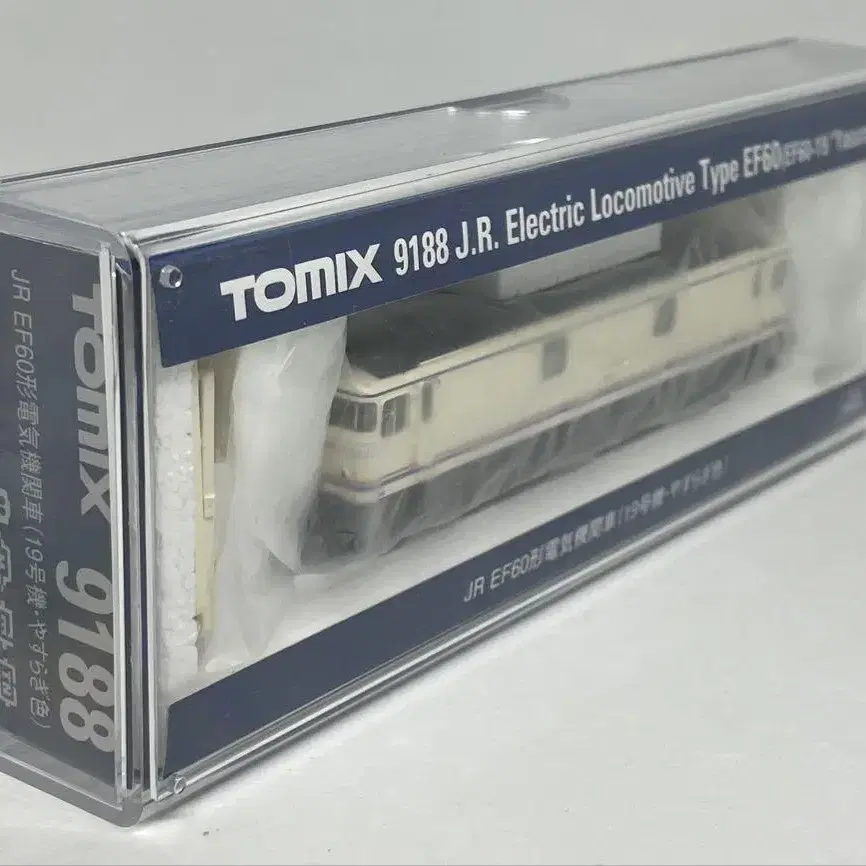 TOMIX 9188 J.R. Electric Locomotive Type EF60(EF60-19"
JR EF60形電気機関車(19号機・やすらぎ色)
TOMIX 9188
JR EF60形電気機関車(19号機・やすらぎ色)